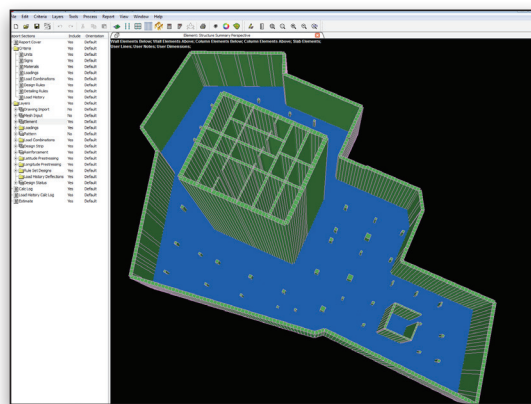 File Edit Criteria Layers Tools Process Report View Window Help
Report Sections Include Orientation
Element: Structure Summary Perspective
Wall Elements Below; Wall Elements Above; Column Elements Below; Column Elements Above; Slab Elements;
User Lines; User Notes; User Dimensions;
Report Cover Yes Default
Criteria Yes Default
Units Yes Default
Signs Yes Default
Materials Yes Default
Loadings Yes Default
Load Combinations Yes Default
Design Rules Yes Default
Detailing Rules Yes Default
Load History Yes Default
Layers Yes Default
Drawing Import No Default
Mesh Input No Default
Element Yes Default
Loadings Yes Default
Pattern No Default
Load Combinations Yes Default
Design Strip Yes Default
Reinforcement Yes Default
Latitude Prestressing Yes Default
Longitude Prestressing Yes Default
Rule Set Designs Yes Default
Load History Deflections Yes Default
Design Status Yes Default
Calc Log Yes Default
Load History Calc Log Yes Default
Estimate Yes Default